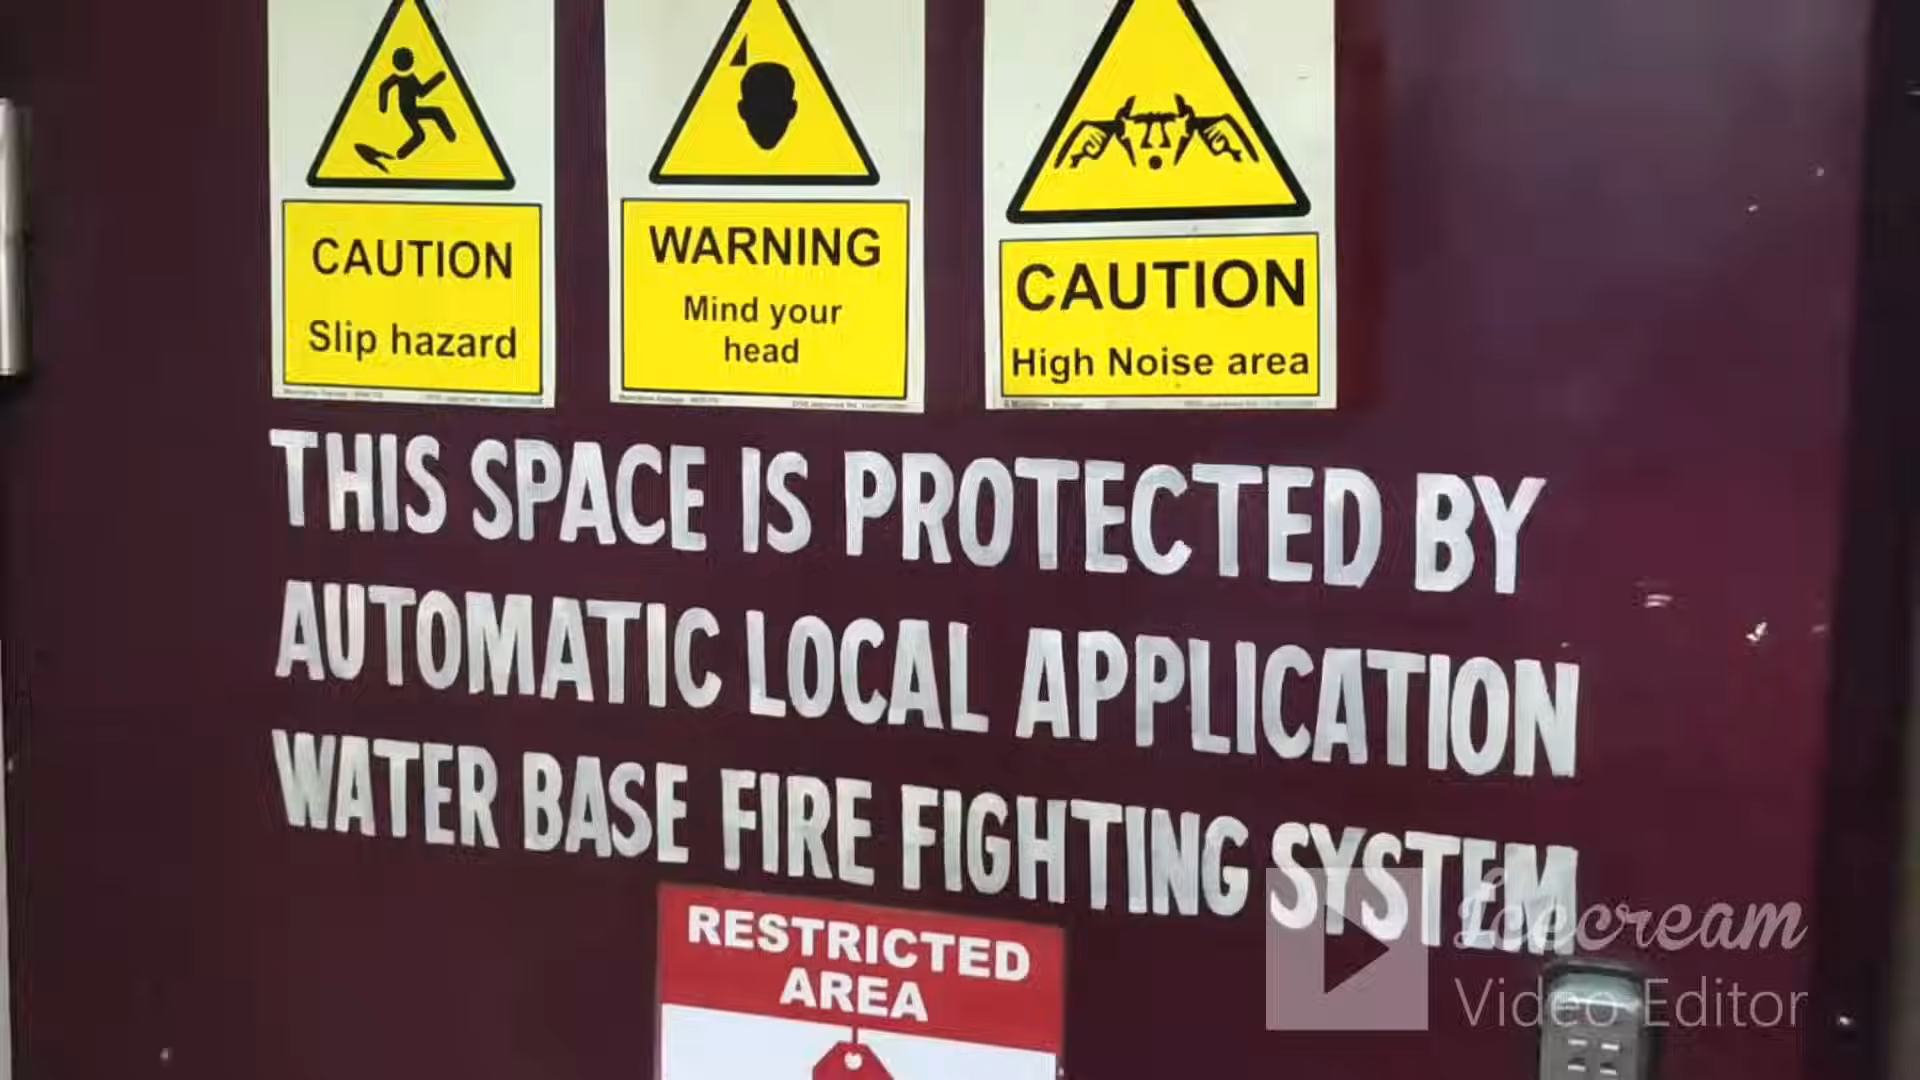 CAUTION
Slip hazard
WARNING
Mind your
head
CAUTION
High Noise area
THIS SPACE IS PROTECTED BY
AUTOMATIC LOCAL APPLICATION
WATER BASE FIRE FIGHTING SYSTEM
RESTRICTED
AREA
Icecream
Video Editor